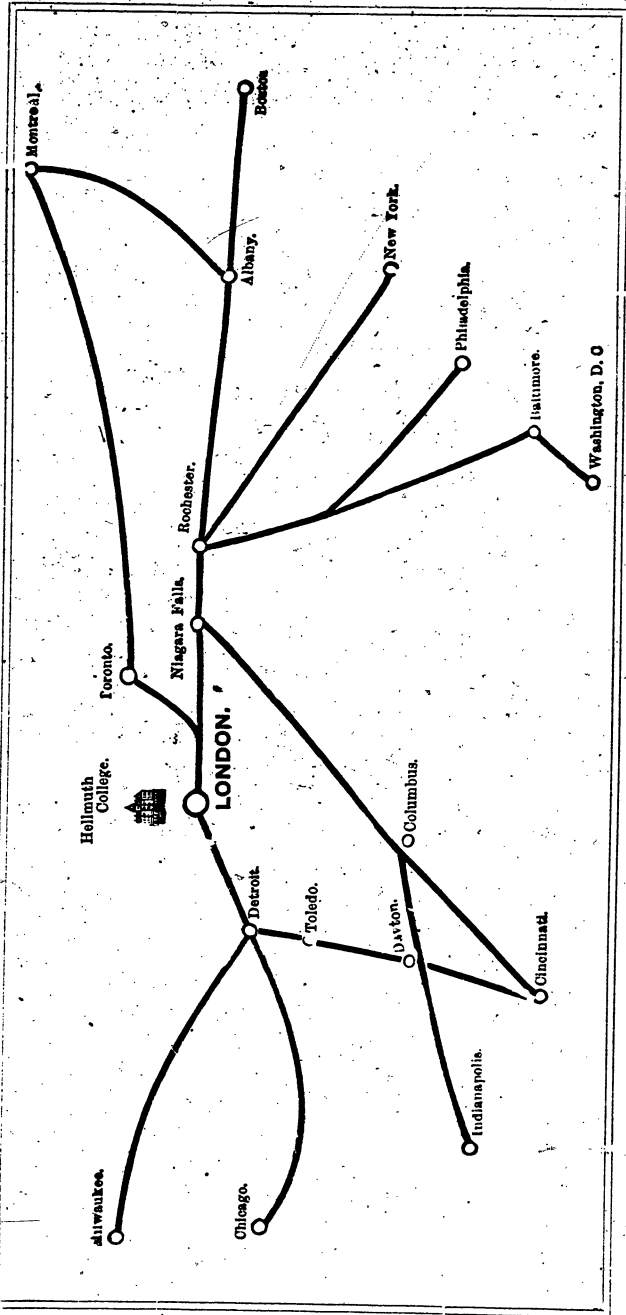 Montreal.
Boston
Albany.
New York.
Philadelphia.
Baltimore.
Washington, D. C
Rochester.
Niagara Falls.
Toronto.
LONDON.
Hellmuth
College.
Columbus.
Detroit.
Toledo.
Dayton.
Cincinnati.
Indianapolis.
Milwaukee.
Chicago.